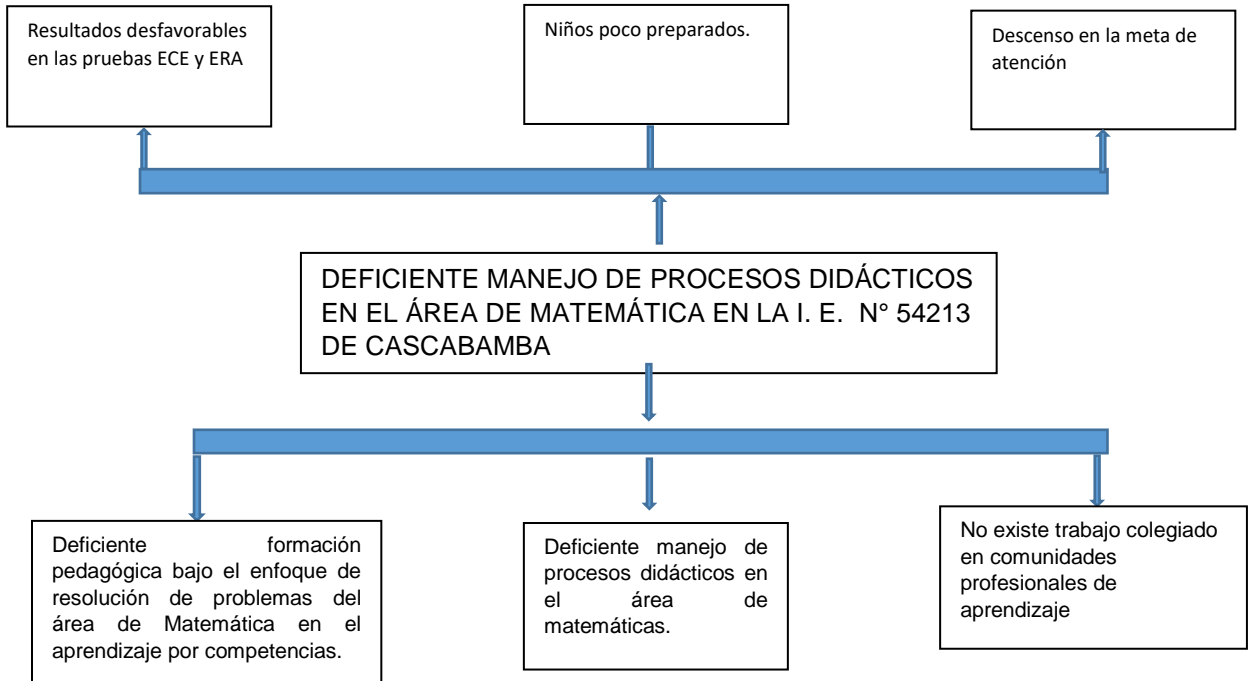 Resultados desfavorables
en las pruebas ECE y ERA
Niños poco preparados.
Descenso en la meta de
atención
DEFICIENTE MANEJO DE PROCESOS DIDÁCTICOS
EN EL ÁREA DE MATEMÁTICA EN LA I. E. N° 54213
DE CASCABAMBA
Deficiente formación
pedagógica bajo el enfoque de
resolución de problemas del
área de Matemática en el
aprendizaje por competencias.
Deficiente manejo de
procesos didácticos en
el área de
matemáticas.
No existe trabajo colegiado
en comunidades
profesionales de
aprendizaje